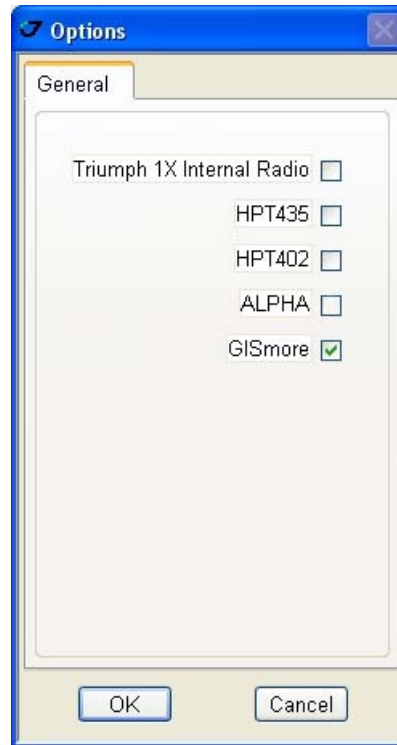 Options
General
Triumph 1X Internal Radio
HPT435
HPT402
ALPHA
GISmore
OK
Cancel